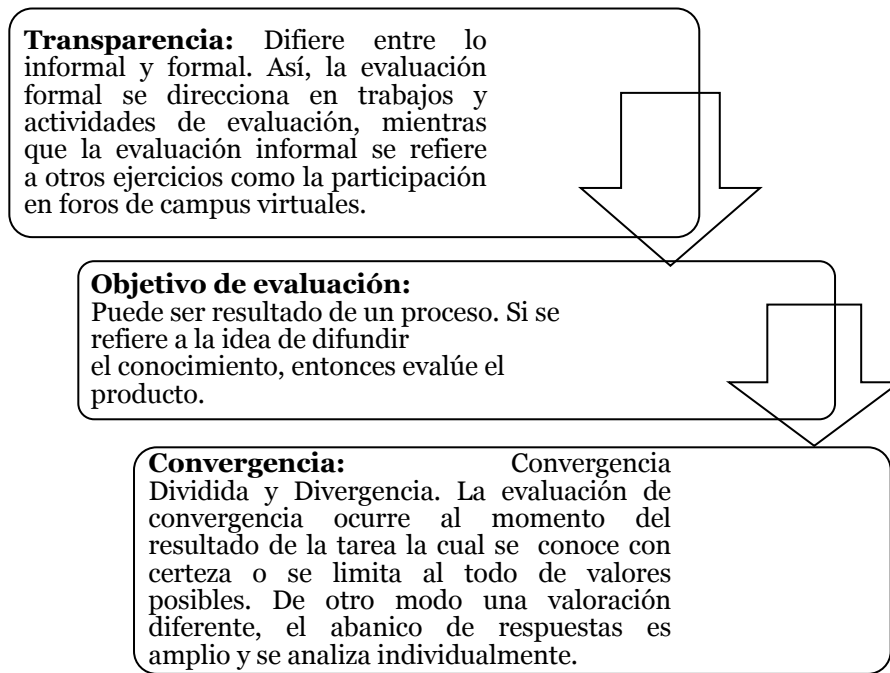 Transparencia: Difiere entre lo
informal y formal. Así, la evaluación
formal se direcciona en trabajos y
actividades de evaluación, mientras
que la evaluación informal se refiere
a otros ejercicios como la participación
en foros de campus virtuales.
Objetivo de evaluación:
Puede ser resultado de un proceso. Si se
refiere a la idea de difundir
el conocimiento, entonces evalúe el
producto.
Convergencia: Convergencia
Dividida y Divergencia. La evaluación de
convergencia ocurre al momento del
resultado de la tarea la cual se conoce con
certeza o se limita al todo de valores
posibles. De otro modo una valoración
diferente, el abanico de respuestas es
amplio y se analiza individualmente.